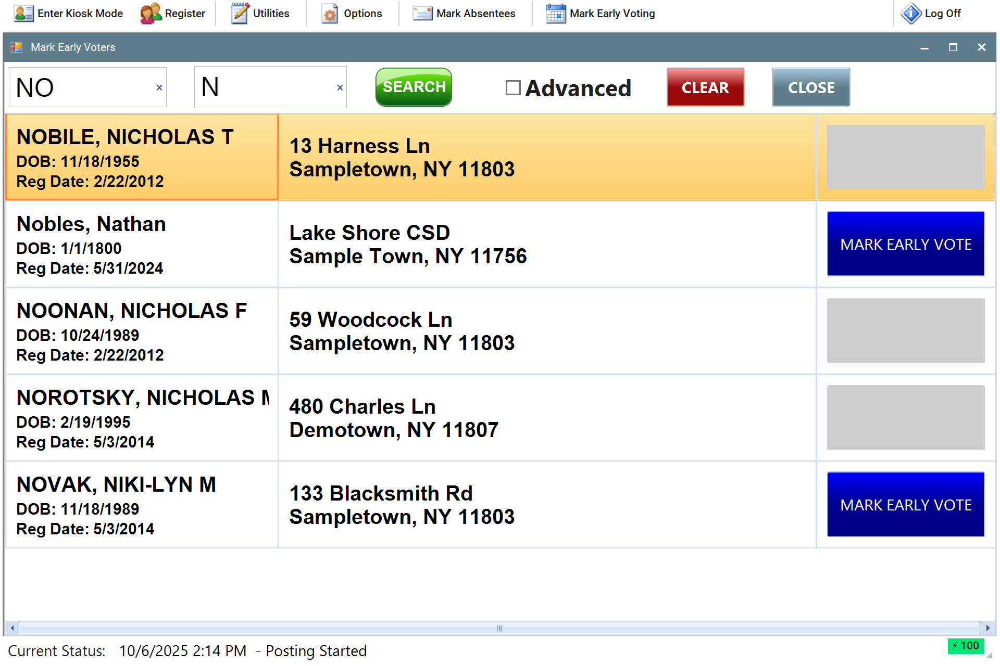 Enter Kiosk Mode Register Utilities Options Mark Absentees Mark Early Voting Log Off
Mark Early Voters
NO × N × SEARCH Advanced CLEAR CLOSE
NOBILE, NICHOLAS T
DOB: 11/18/1955
Reg Date: 2/22/2012
13 Harness Ln
Sampletown, NY 11803
Nobles, Nathan
DOB: 1/1/1800
Reg Date: 5/31/2024
Lake Shore CSD
Sample Town, NY 11756
MARK EARLY VOTE
NOONAN, NICHOLAS F
DOB: 10/24/1989
Reg Date: 2/22/2012
59 Woodcock Ln
Sampletown, NY 11803
NOROTSKY, NICHOLAS
DOB: 2/19/1995
Reg Date: 5/3/2014
480 Charles Ln
Demotown, NY 11807
NOVAK, NIKI-LYN M
DOB: 11/18/1989
Reg Date: 5/3/2014
133 Blacksmith Rd
Sampletown, NY 11803
MARK EARLY VOTE
Current Status: 10/6/2025 2:14 PM - Posting Started
⚡100